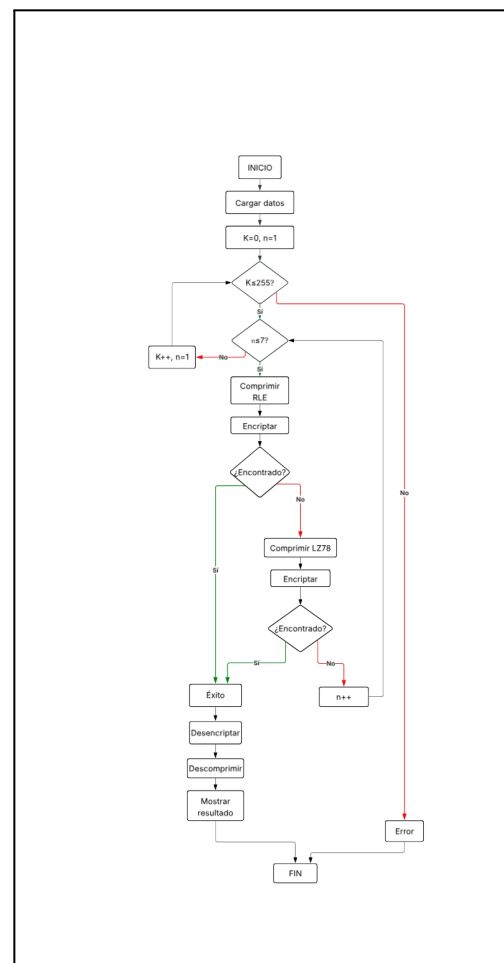 INICIO
Cargar datos
K=0, n=1
K≤255?
Sí
n≤7?
K++, n=1
No
Sí
Comprimir
RLE
Encriptar
¿Encontrado?
No
No
Comprimir LZ78
Sí
Encriptar
¿Encontrado?
Sí
No
Éxito
n++
Desencriptar
Descomprimir
Mostrar
resultado
Error
FIN